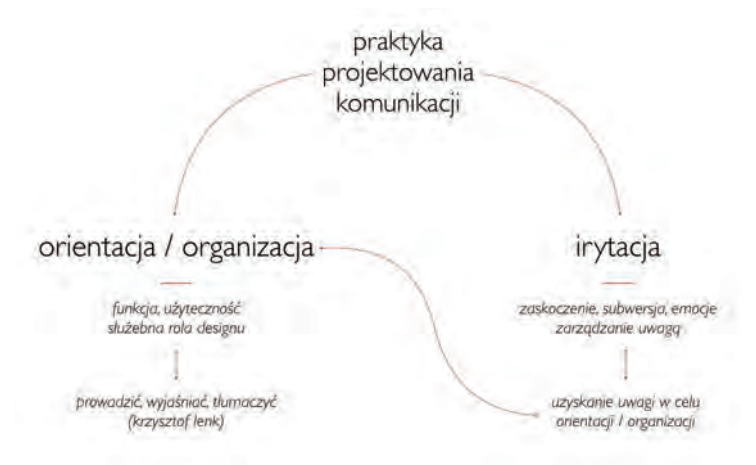 praktyka
projektowania
komunikacji
orientacja / organizacja
funkcja, użyteczność
służebna rola designu
prowadzić, wyjaśniać, tłumaczyć
(krzysztof lenk)
irytacja
zaskoczenie, subwersja, emocje
zarządzanie uwagą
uzyskanie uwagi w celu
orientacji / organizacji